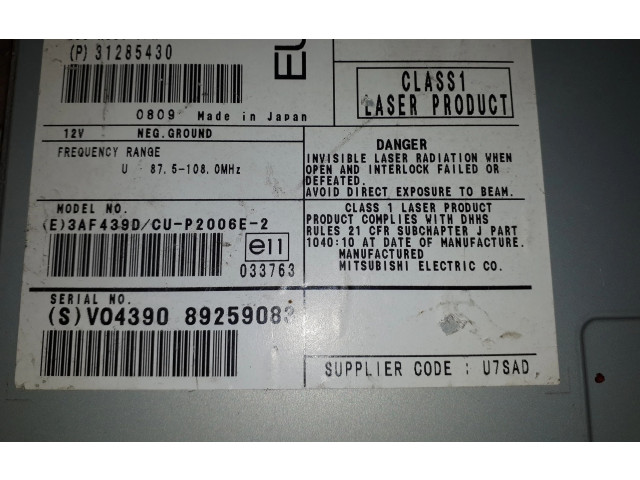 (P) 31285430
EU
CLASS1
LASER PRODUCT
0809 Made in Japan
12V NEG.GROUND
FREQUENCY RANGE
U 87.5-108.0MHz
MODEL NO.
(E)3AF439D/CU-P2006E-2
e11
033763
SERIAL NO.
(S)VO4390 89259083
DANGER
INVISIBLE LASER RADIATION WHEN
OPEN AND INTERLOCK FAILED OR
DEFEATED.
AVOID DIRECT EXPOSURE TO BEAM.
CLASS 1 LASER PRODUCT
PRODUCT COMPLIES WITH DHHS
RULES 21 CFR SUBCHAPTER J PART
1040:10 AT DATE OF MANUFACTURE.
MANUFACTURED
MITSUBISHI ELECTRIC CO.
SUPPLIER CODE : U7SAD